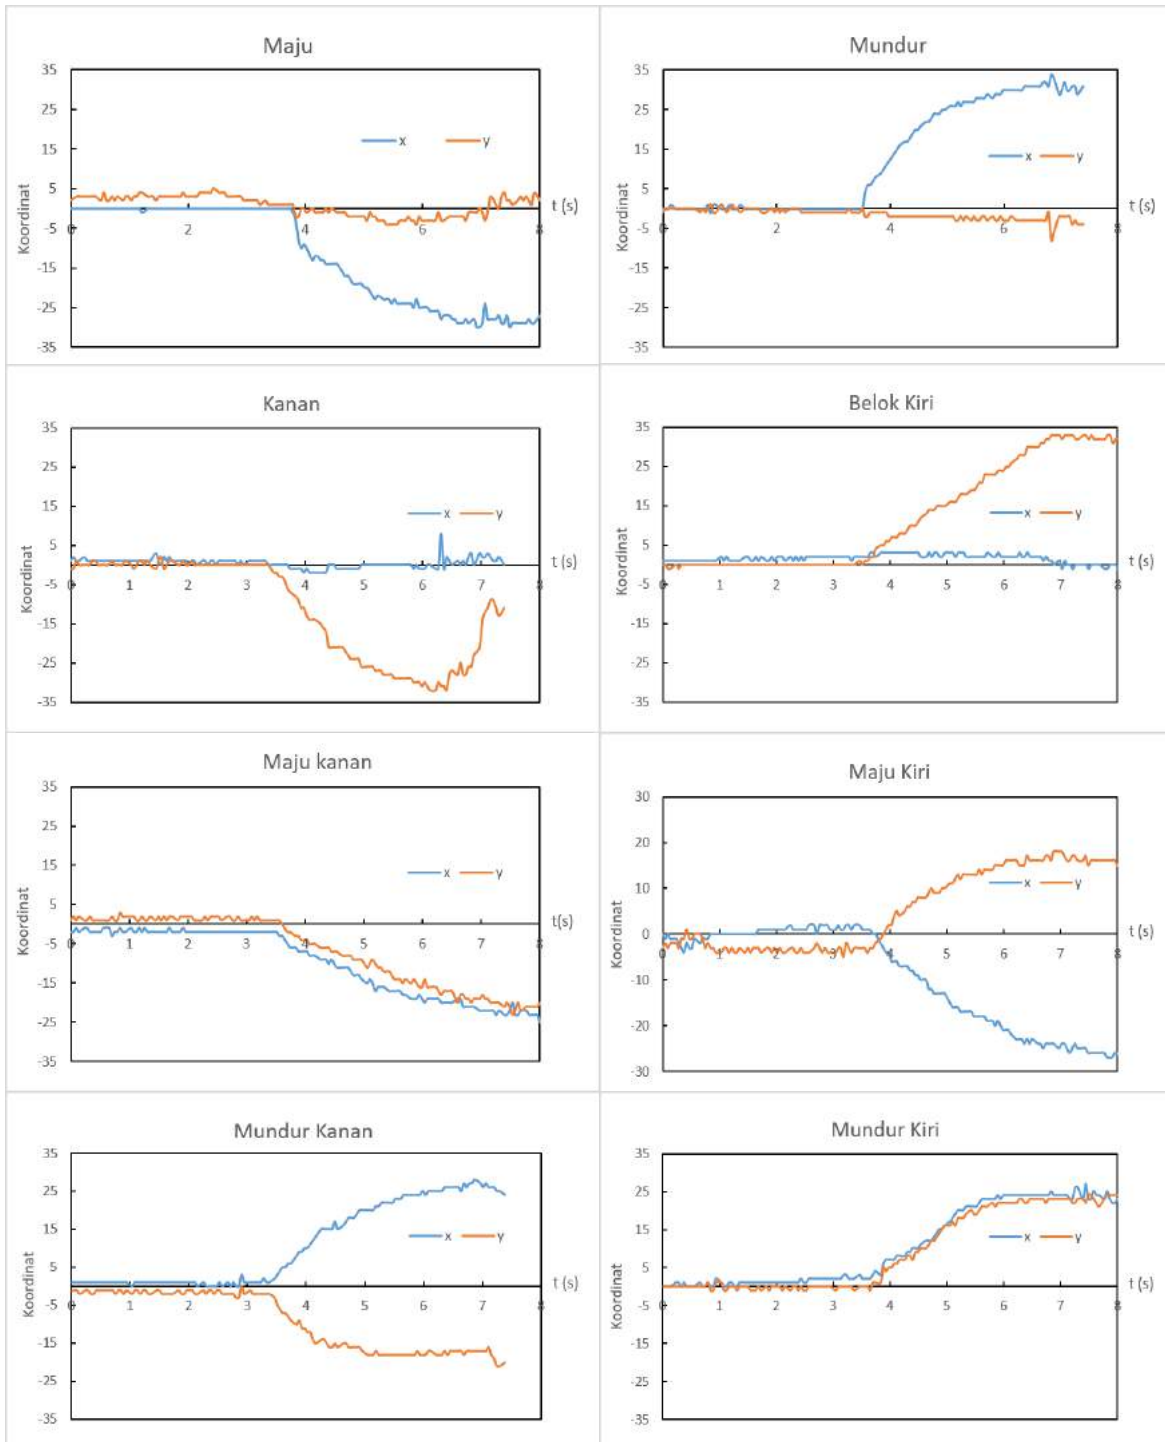 Maju
35
25
15
5
-5
-15
-25
-35
Koordinat
x y
t (s)
0 2 4 6 8
Mundur
35
25
15
5
-5
-15
-25
-35
Koordinat
x y
t (s)
0 2 4 6 8
Kanan
35
25
15
5
-5
-15
-25
-35
Koordinat
x y
t (s)
0 1 2 3 4 5 6 7 8
Belok Kiri
35
25
15
5
-5
-15
-25
-35
Koordinat
x y
t (s)
0 1 2 3 4 5 6 7 8
Maju kanan
35
25
15
5
-5
-15
-25
-35
Koordinat
x y
t(s)
0 1 2 3 4 5 6 7 8
Maju Kiri
30
20
10
0
-10
-20
-30
Koordinat
x y
t (s)
0 1 2 3 4 5 6 7 8
Mundur Kanan
35
25
15
5
-5
-15
-25
-35
Koordinat
x y
t (s)
0 1 2 3 4 5 6 7 8
Mundur Kiri
35
25
15
5
-5
-15
-25
-35
Koordinat
x y
t (s)
0 1 2 3 4 5 6 7 8